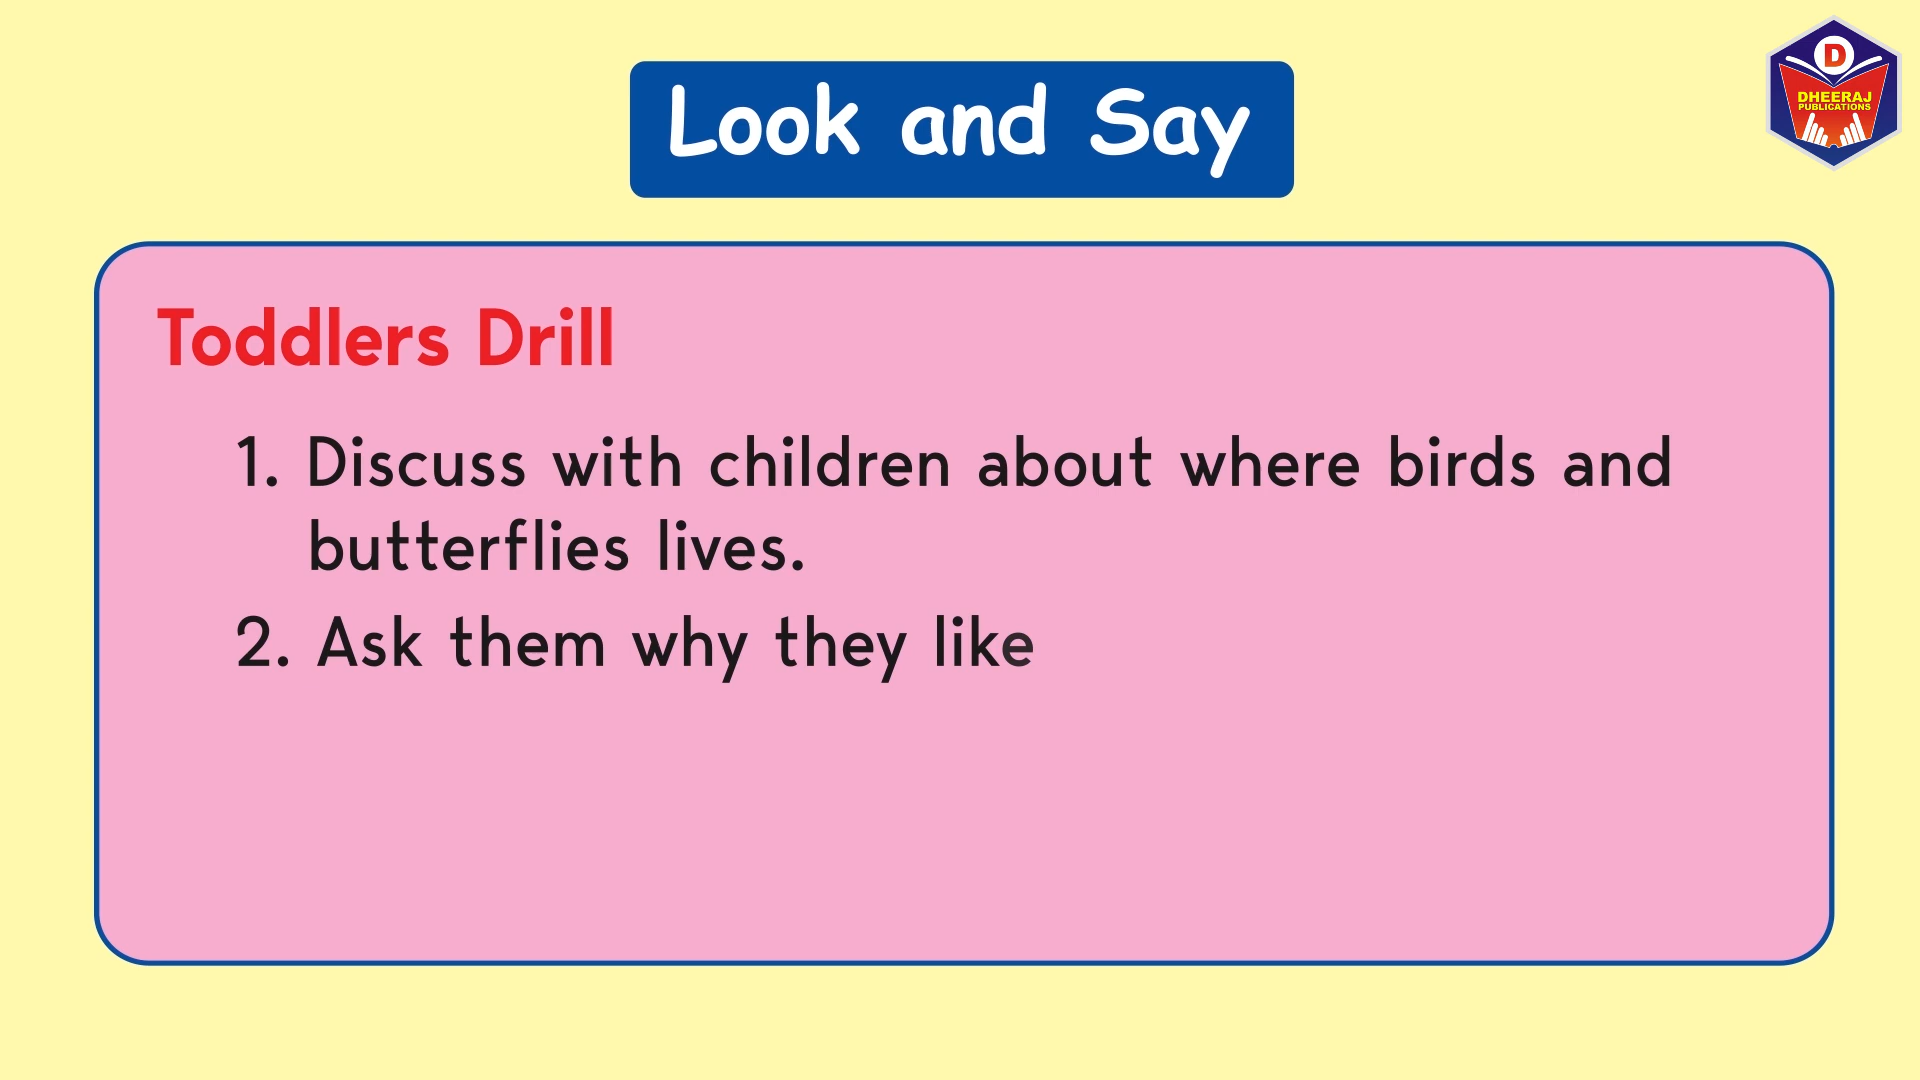 Look and Say
D
DHEERAJ
PUBLICATIONS
Toddlers Drill
1. Discuss with children about where birds and
butterflies lives.
2. Ask them why they like